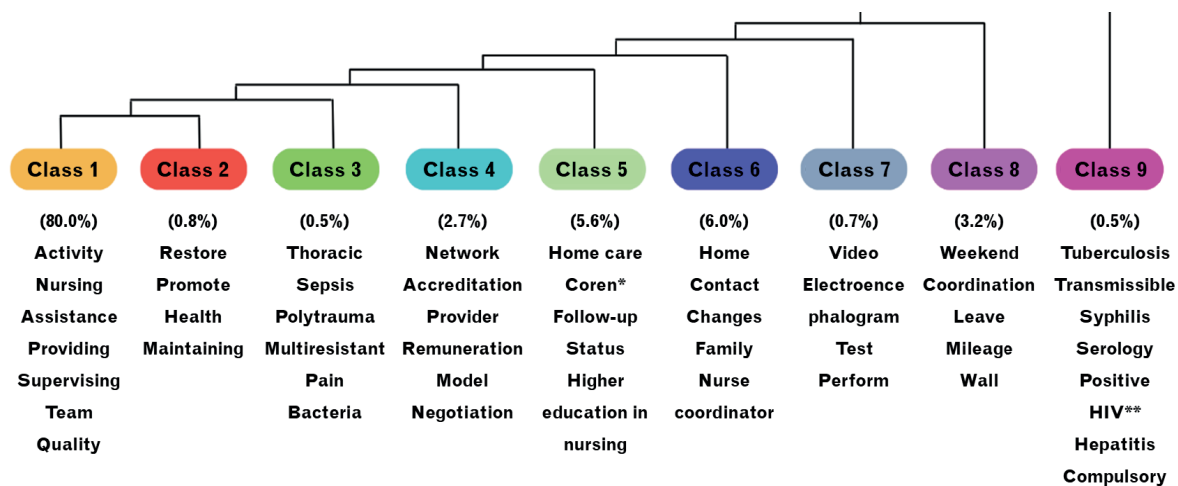 Class 1
Class 2
Class 3
Class 4
Class 5
Class 6
Class 7
Class 8
Class 9
(80.0%)
Activity
Nursing
Assistance
Providing
Supervising
Team
Quality
(0.8%)
Restore
Promote
Health
Maintaining
(0.5%)
Thoracic
Sepsis
Polytrauma
Multiresistant
Pain
Bacteria
(2.7%)
Network
Accreditation
Provider
Remuneration
Model
Negotiation
(5.6%)
Home care
Coren*
Follow-up
Status
Higher
education in
nursing
(6.0%)
Home
Contact
Changes
Family
Nurse
coordinator
(0.7%)
Video
Electroence
phalogram
Test
Perform
(3.2%)
Weekend
Coordination
Leave
Mileage
Wall
(0.5%)
Tuberculosis
Transmissible
Syphilis
Serology
Positive
HIV**
Hepatitis
Compulsory